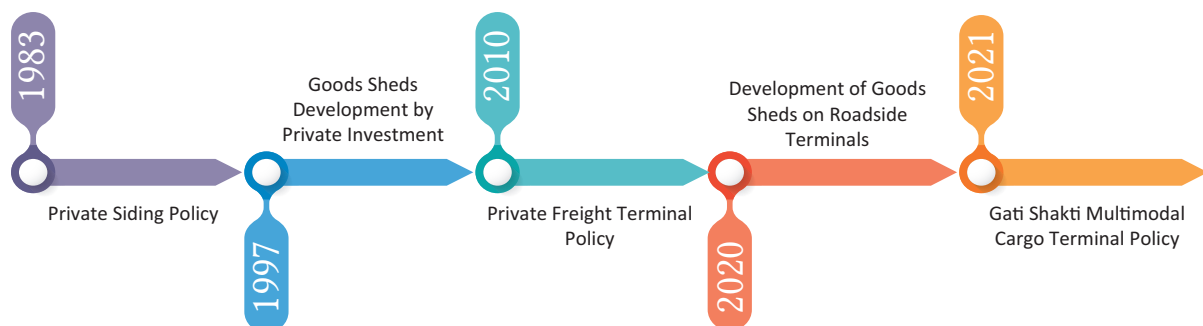 1983
Private Siding Policy
Goods Sheds
Development by
Private Investment
1997
2010
Private Freight Terminal
Policy
Development of Goods
Sheds on Roadside
Terminals
2020
2021
Gati Shakti Multimodal
Cargo Terminal Policy